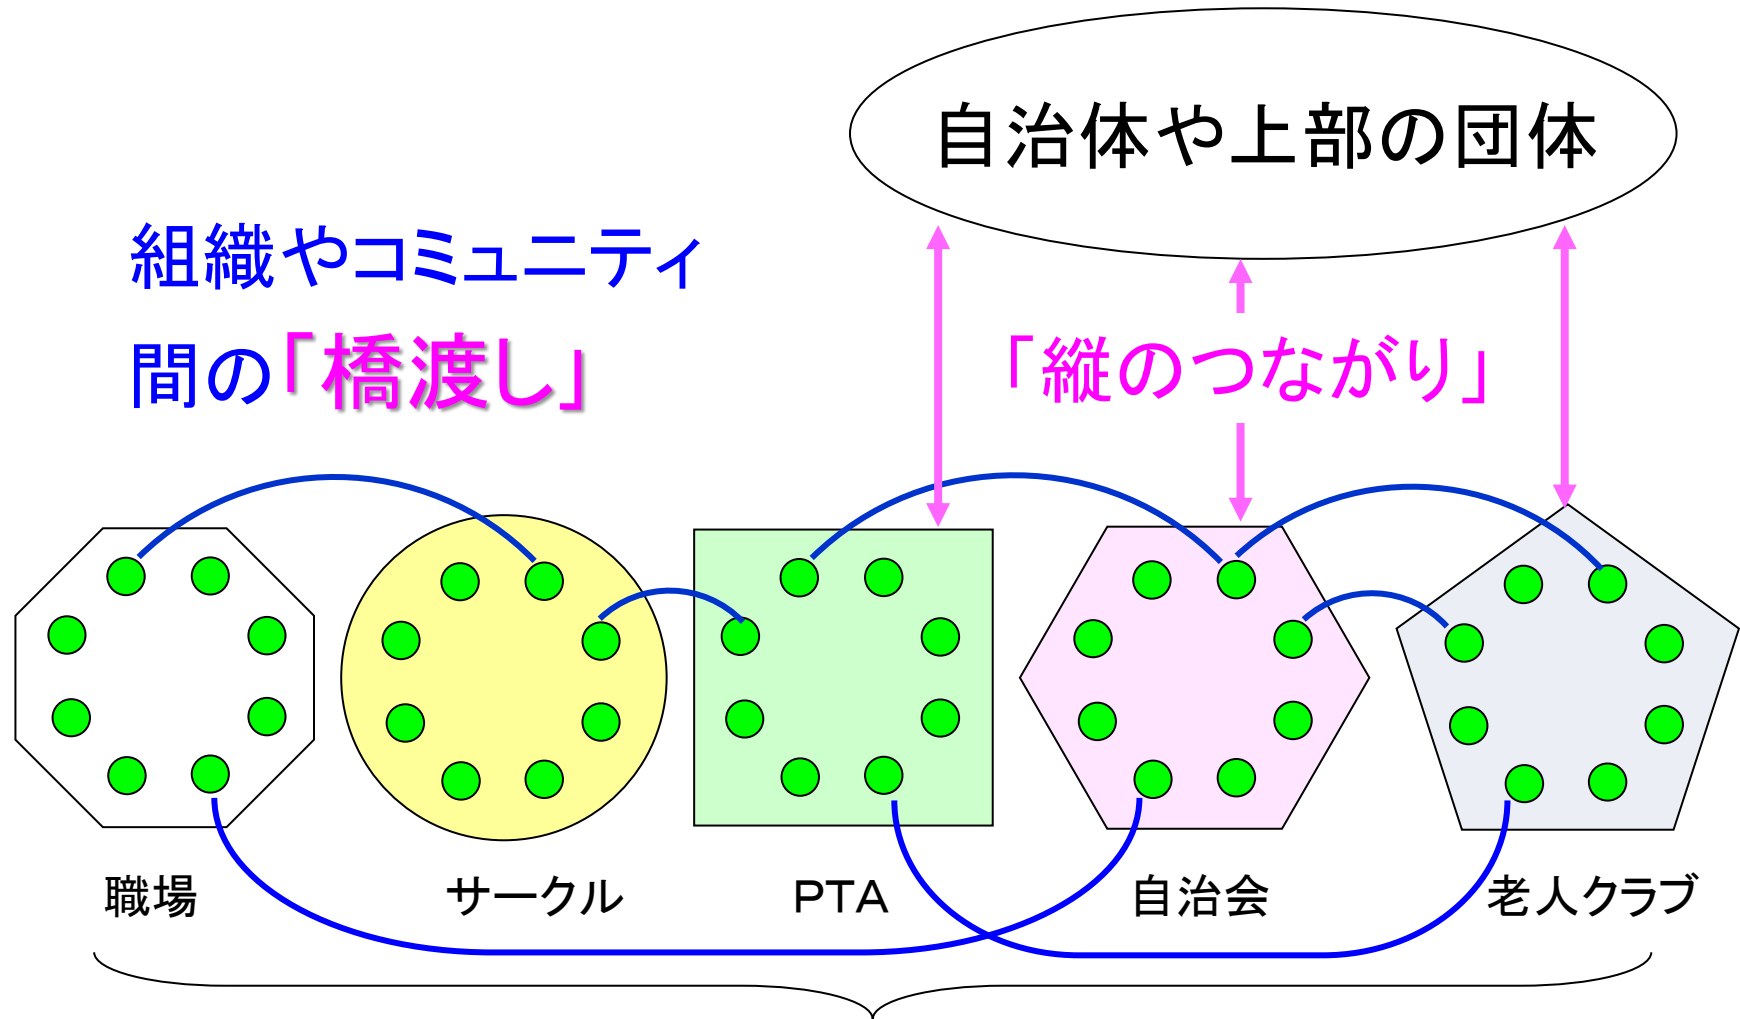 自治体や上部の団体
組織やコミュニティ
間の「橋渡し」
「縦のつながり」
職場
サークル
PTA
自治会
老人クラブ